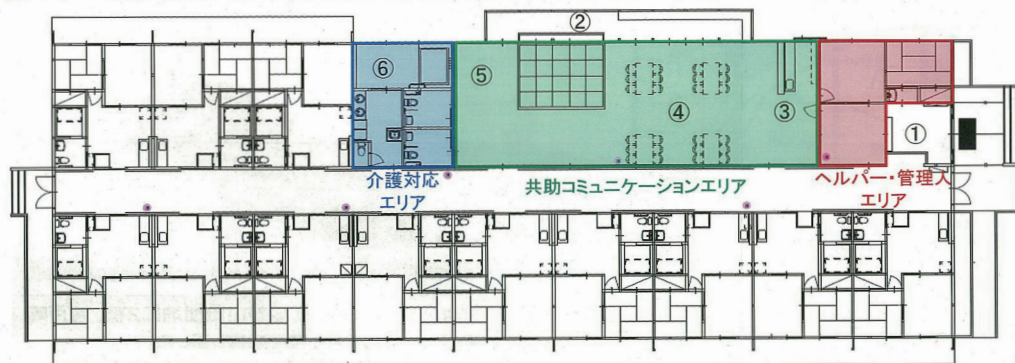 ②
⑥
⑤
④
③
①
介護対応
エリア
共助コミュニケーションエリア
ヘルパー・管理人
エリア